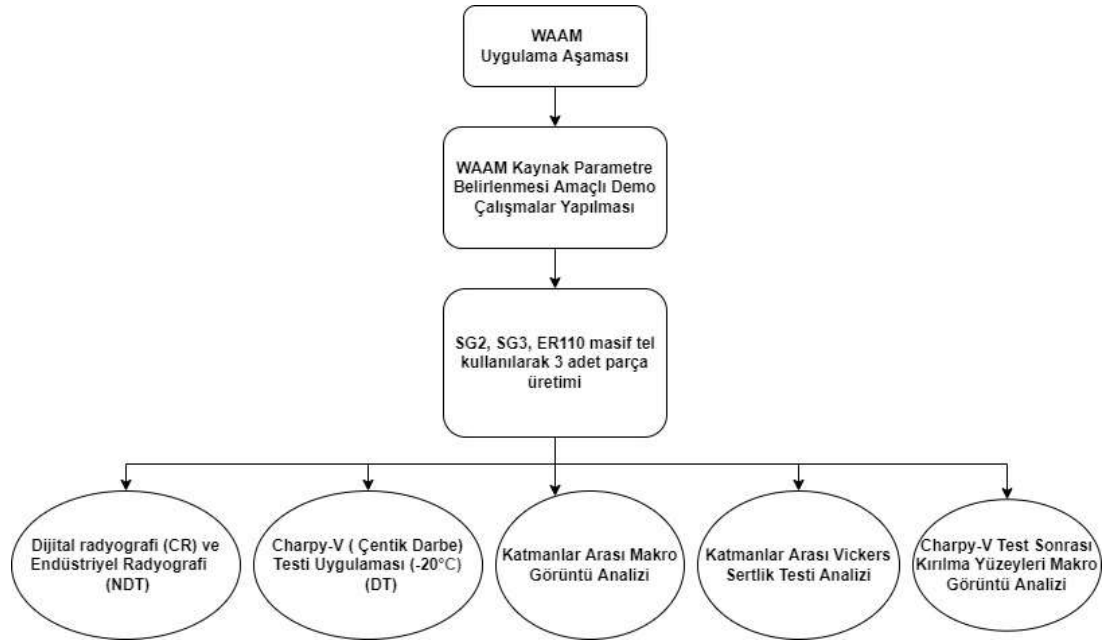 WAAM
Uygulama Aşaması
WAAM Kaynak Parametre
Belirlenmesi Amaçlı Demo
Çalışmalar Yapılması
SG2, SG3, ER110 masif tel
kullanılarak 3 adet parça
üretimi
Dijital radyografi (CR) ve
Endüstriyel Radyografi
(NDT)
Charpy-V ( Çentik Darbe)
Testi Uygulaması (-20°C)
(DT)
Katmanlar Arası Makro
Görüntü Analizi
Katmanlar Arası Vickers
Sertlik Testi Analizi
Charpy-V Test Sonrası
Kırılma Yüzeyleri Makro
Görüntü Analizi